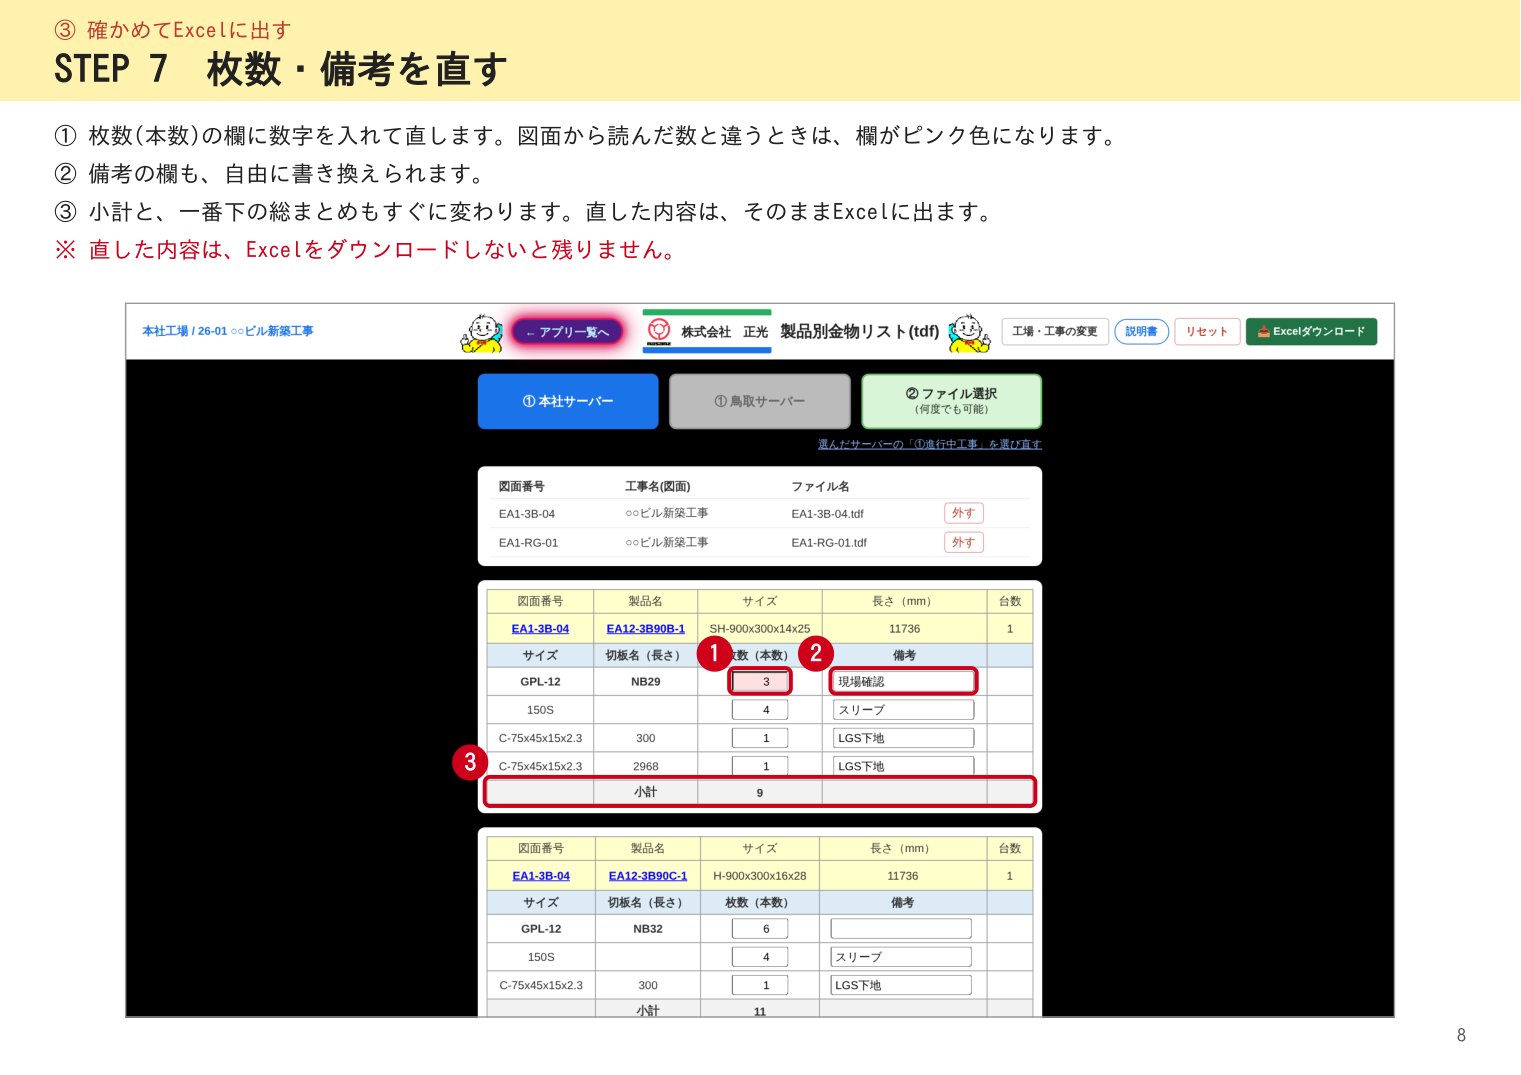 ③ 確かめてExcelに出す
STEP 7 枚数・備考を直す
① 枚数(本数)の欄に数字を入れて直します。図面から読んだ数と違うときは、欄がピンク色になります。
② 備考の欄も、自由に書き換えられます。
③ 小計と、一番下の総まとめもすぐに変わります。直した内容は、そのままExcelに出ます。
※ 直した内容は、Excelをダウンロードしないと残りません。
本社工場 / 26-01 ○○ビル新築工事
← アプリ一覧へ
株式会社 正光 製品別金物リスト(tdf)
工場・工事の変更 説明書 リセット Excelダウンロード
① 本社サーバー ① 鳥取サーバー ② ファイル選択
（何度でも可能）
選んだサーバーの「①進行中工事」を選び直す
図面番号 工事名(図面) ファイル名
EA1-3B-04 ○○ビル新築工事 EA1-3B-04.tdf 外す
EA1-RG-01 ○○ビル新築工事 EA1-RG-01.tdf 外す
図面番号 製品名 サイズ 長さ（mm） 台数
EA1-3B-04 EA12-3B90B-1 SH-900x300x14x25 11736 1
サイズ 切板名（長さ） 1 数（本数） 2 備考
GPL-12 NB29 3 現場確認
150S 4 スリーブ
C-75x45x15x2.3 300 1 LGS下地
3 C-75x45x15x2.3 2968 1 LGS下地
小計 9
図面番号 製品名 サイズ 長さ（mm） 台数
EA1-3B-04 EA12-3B90C-1 H-900x300x16x28 11736 1
サイズ 切板名（長さ） 枚数（本数） 備考
GPL-12 NB32 6
150S 4 スリーブ
C-75x45x15x2.3 300 1 LGS下地
小計 11
8